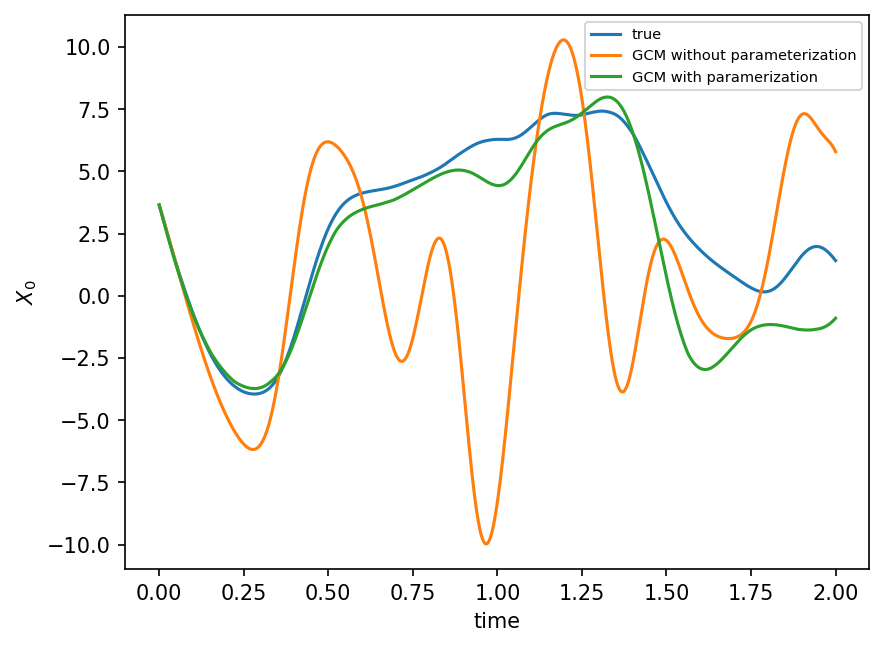 10.0
7.5
5.0
2.5
0.0
−2.5
−5.0
−7.5
−10.0
X₀
true
GCM without parameterization
GCM with paramerization
0.00 0.25 0.50 0.75 1.00 1.25 1.50 1.75 2.00
time